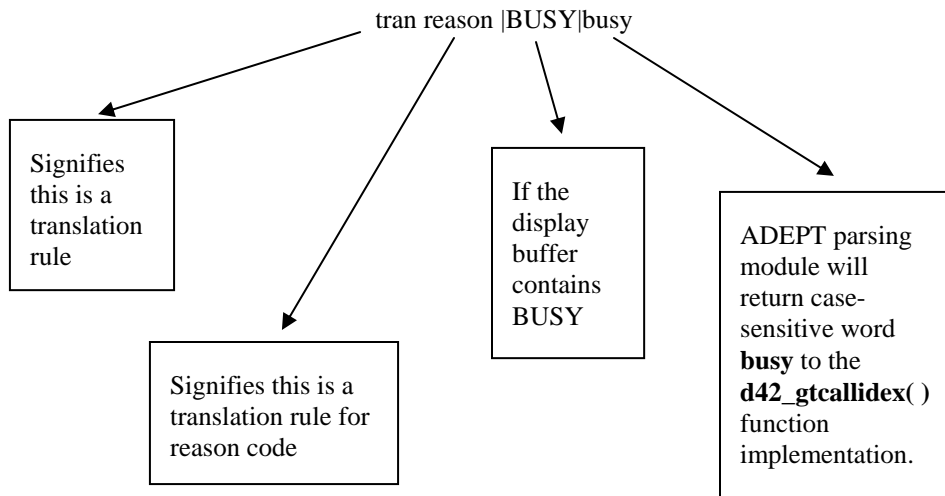 tran reason |BUSY|busy
Signifies
this is a
translation
rule
Signifies this is a
translation rule for
reason code
If the
display
buffer
contains
BUSY
ADEPT parsing
module will
return case-
sensitive word
busy to the
d42_gtcallidex( )
function
implementation.